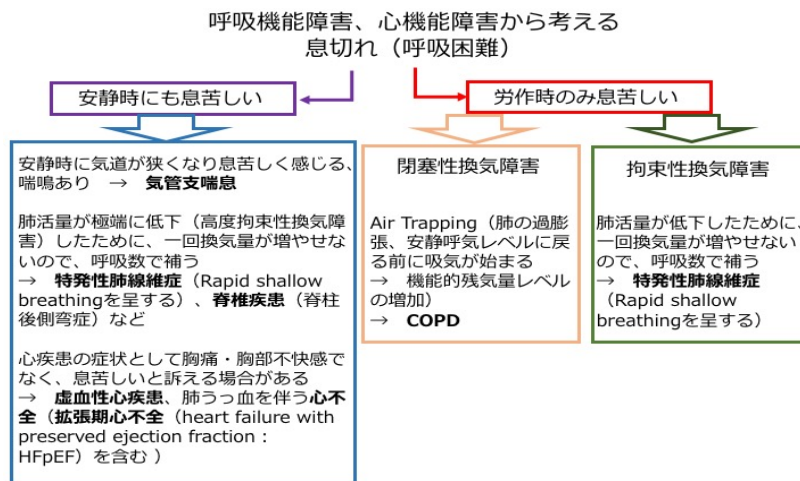 呼吸機能障害、心機能障害から考える
息切れ（呼吸困難）
安静時にも息苦しい
労作時のみ息苦しい
安静時に気道が狭くなり息苦しく感じる、
喘鳴あり　→　気管支喘息
肺活量が極端に低下（高度拘束性換気障
害）したために、一回換気量が増やせな
いので、呼吸数で補う
→　特発性肺線維症（Rapid shallow
breathingを呈する）、脊椎疾患（脊柱
後側弯症）など
心疾患の症状として胸痛・胸部不快感で
なく、息苦しいと訴える場合がある
→　虚血性心疾患、肺うっ血を伴う心不
全（拡張期心不全（heart failure with
preserved ejection fraction：
HFpEF）を含む ）
閉塞性換気障害
Air Trapping（肺の過膨
張、安静呼気レベルに戻
る前に吸気が始まる
→　機能的残気量レベル
の増加）
→　COPD
拘束性換気障害
肺活量が低下したために、
一回換気量が増やせない
ので、呼吸数で補う
→　特発性肺線維症
（Rapid shallow
breathingを呈する）